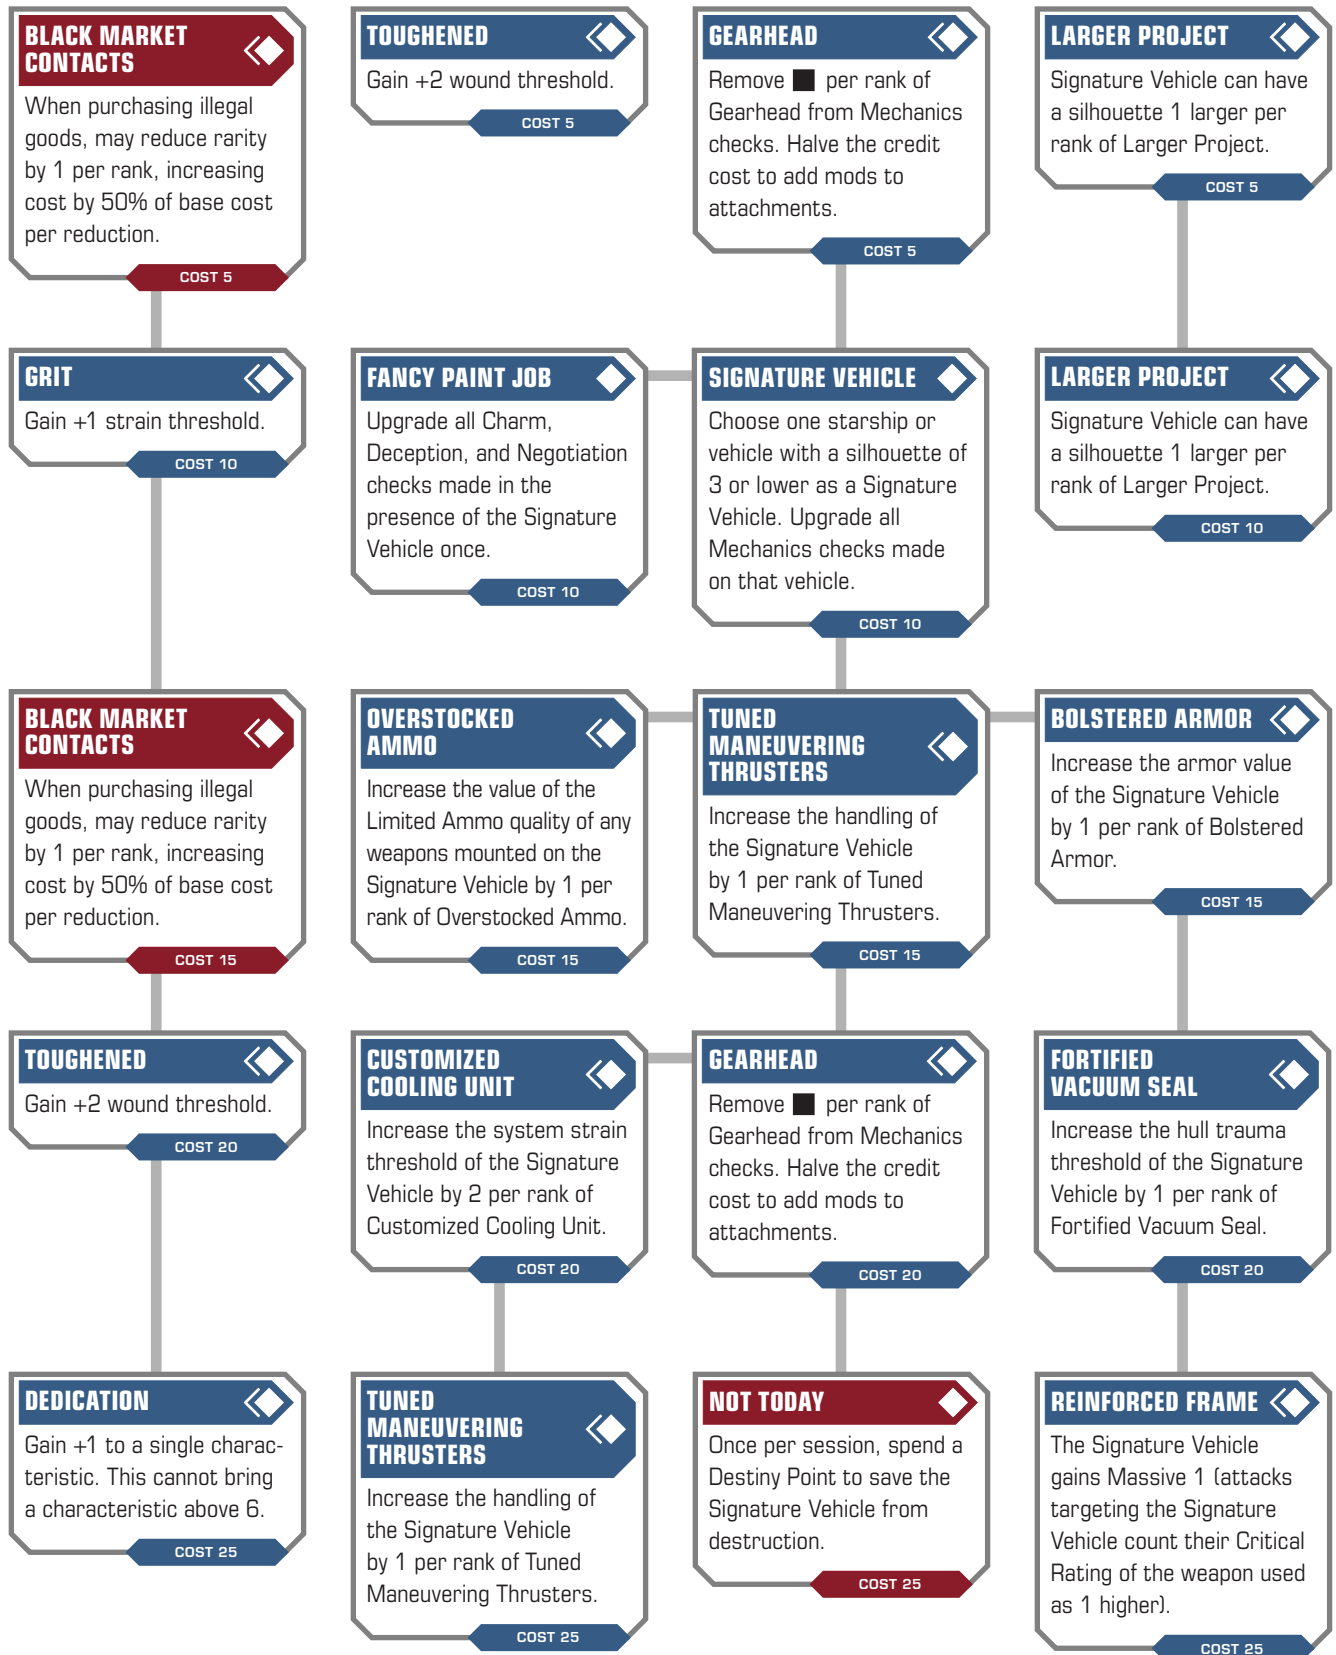 BLACK MARKET
CONTACTS
When purchasing illegal
goods, may reduce rarity
by 1 per rank, increasing
cost by 50% of base cost
per reduction.
COST 5
TOUGHENED
Gain +2 wound threshold.
COST 5
GEARHEAD
Remove ■ per rank of
Gearhead from Mechanics
checks. Halve the credit
cost to add mods to
attachments.
COST 5
LARGER PROJECT
Signature Vehicle can have
a silhouette 1 larger per
rank of Larger Project.
COST 5
GRIT
Gain +1 strain threshold.
COST 10
FANCY PAINT JOB
Upgrade all Charm,
Deception, and Negotiation
checks made in the
presence of the Signature
Vehicle once.
COST 10
SIGNATURE VEHICLE
Choose one starship or
vehicle with a silhouette of
3 or lower as a Signature
Vehicle. Upgrade all
Mechanics checks made
on that vehicle.
COST 10
LARGER PROJECT
Signature Vehicle can have
a silhouette 1 larger per
rank of Larger Project.
COST 10
BLACK MARKET
CONTACTS
When purchasing illegal
goods, may reduce rarity
by 1 per rank, increasing
cost by 50% of base cost
per reduction.
COST 15
OVERSTOCKED
AMMO
Increase the value of the
Limited Ammo quality of any
weapons mounted on the
Signature Vehicle by 1 per
rank of Overstocked Ammo.
COST 15
TUNED
MANEUVERING
THRUSTERS
Increase the handling of
the Signature Vehicle
by 1 per rank of Tuned
Maneuvering Thrusters.
COST 15
BOLSTERED ARMOR
Increase the armor value
of the Signature Vehicle
by 1 per rank of Bolstered
Armor.
COST 15
TOUGHENED
Gain +2 wound threshold.
COST 20
CUSTOMIZED
COOLING UNIT
Increase the system strain
threshold of the Signature
Vehicle by 2 per rank of
Customized Cooling Unit.
COST 20
GEARHEAD
Remove ■ per rank of
Gearhead from Mechanics
checks. Halve the credit
cost to add mods to
attachments.
COST 20
FORTIFIED
VACUUM SEAL
Increase the hull trauma
threshold of the Signature
Vehicle by 1 per rank of
Fortified Vacuum Seal.
COST 20
DEDICATION
Gain +1 to a single charac-
teristic. This cannot bring
a characteristic above 6.
COST 25
TUNED
MANEUVERING
THRUSTERS
Increase the handling of
the Signature Vehicle
by 1 per rank of Tuned
Maneuvering Thrusters.
COST 25
NOT TODAY
Once per session, spend a
Destiny Point to save the
Signature Vehicle from
destruction.
COST 25
REINFORCED FRAME
The Signature Vehicle
gains Massive 1 (attacks
targeting the Signature
Vehicle count their Critical
Rating of the weapon used
as 1 higher).
COST 25